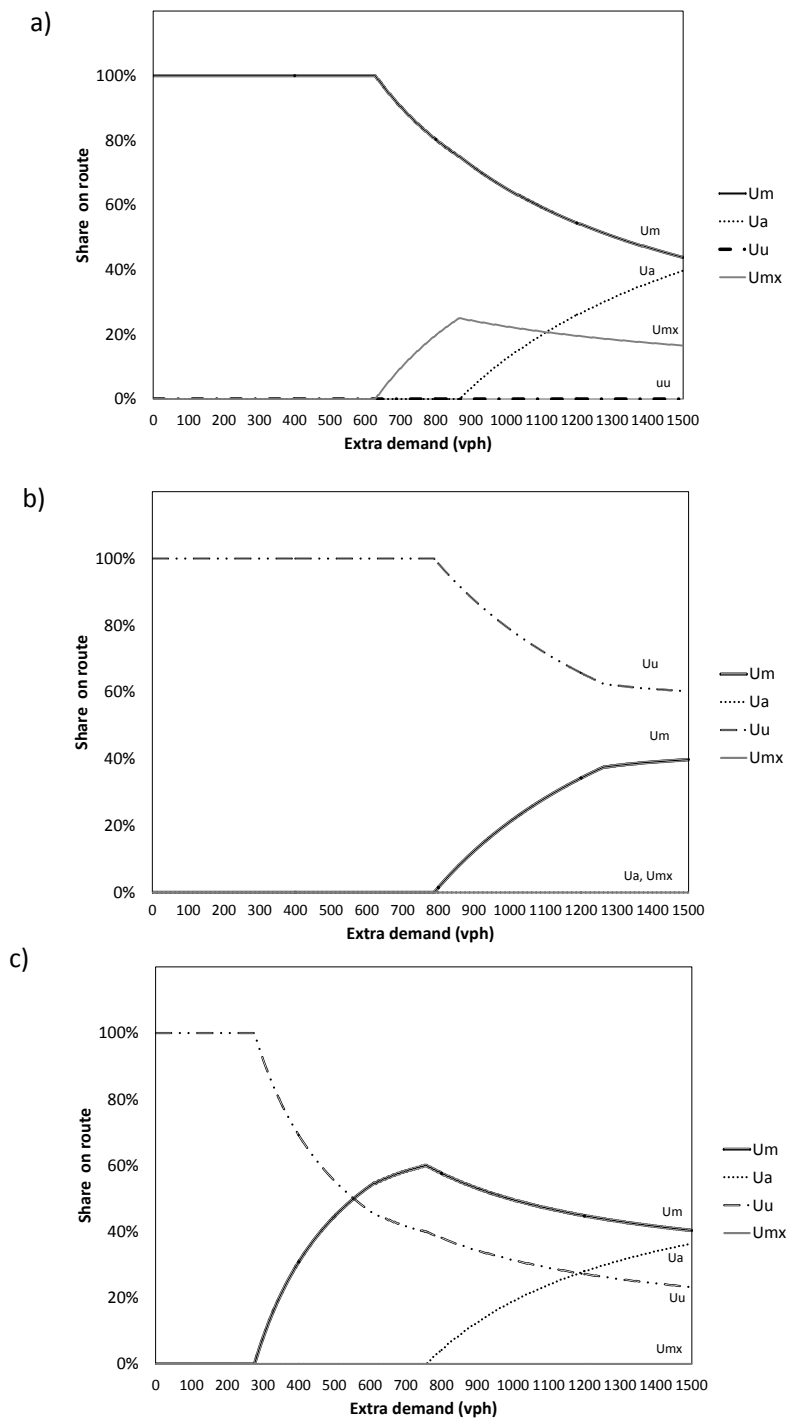 a)
100%
80%
60%
40%
20%
0%
Share on route
Um
Ua
Umx
uu
0 100 200 300 400 500 600 700 800 900 1000 1100 1200 1300 1400 1500
Extra demand (vph)
Um
Ua
Uu
Umx
b)
100%
80%
60%
40%
20%
0%
Share on route
Uu
Um
Ua, Umx
0 100 200 300 400 500 600 700 800 900 1000 1100 1200 1300 1400 1500
Extra demand (vph)
Um
Ua
Uu
Umx
c)
100%
80%
60%
40%
20%
0%
Share on route
Um
Ua
Uu
Umx
0 100 200 300 400 500 600 700 800 900 1000 1100 1200 1300 1400 1500
Extra demand (vph)
Um
Ua
Uu
Umx